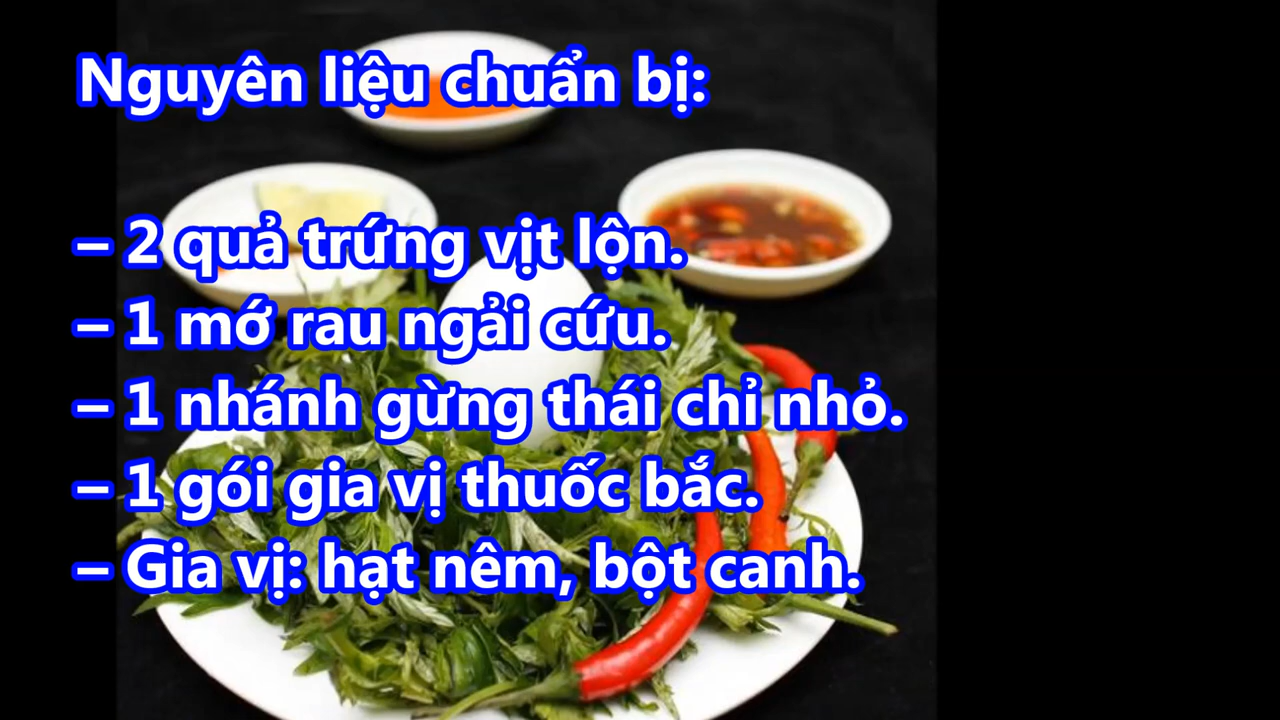 Nguyên liệu chuẩn bị:
– 2 quả trứng vịt lộn.
– 1 mớ rau ngải cứu.
– 1 nhánh gừng thái chỉ nhỏ.
– 1 gói gia vị thuốc bắc.
– Gia vị: hạt nêm, bột canh.